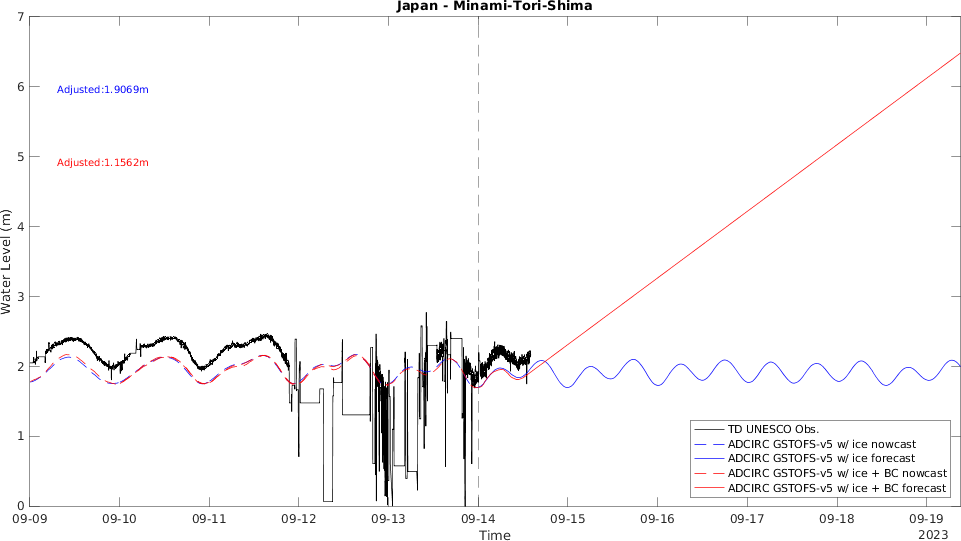 Japan - Minami-Tori-Shima
7
6
5
4
3
2
1
0
Water Level (m)
Adjusted:1.9069m
Adjusted:1.1562m
TD UNESCO Obs.
ADCIRC GSTOFS-v5 w/ ice nowcast
ADCIRC GSTOFS-v5 w/ ice forecast
ADCIRC GSTOFS-v5 w/ ice + BC nowcast
ADCIRC GSTOFS-v5 w/ ice + BC forecast
09-09 09-10 09-11 09-12 09-13 09-14 09-15 09-16 09-17 09-18 09-19
Time
2023